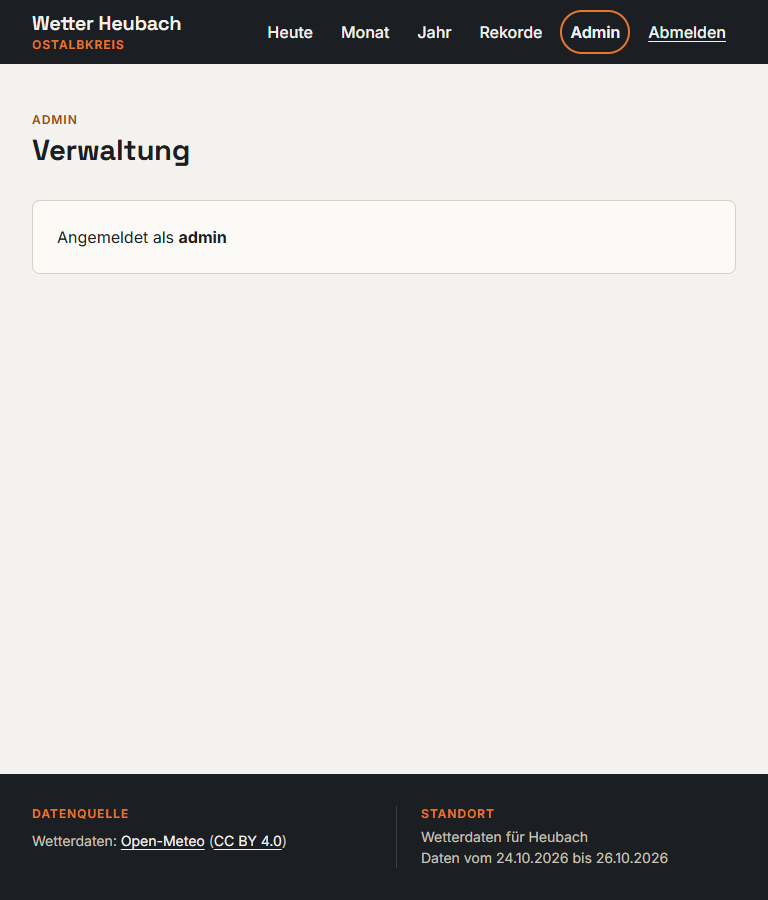 Wetter Heubach
OSTALBKREIS
Heute Monat Jahr Rekorde Admin Abmelden
ADMIN
Verwaltung
Angemeldet als admin
DATENQUELLE
Wetterdaten: Open-Meteo (CC BY 4.0)
STANDORT
Wetterdaten für Heubach
Daten vom 24.10.2026 bis 26.10.2026